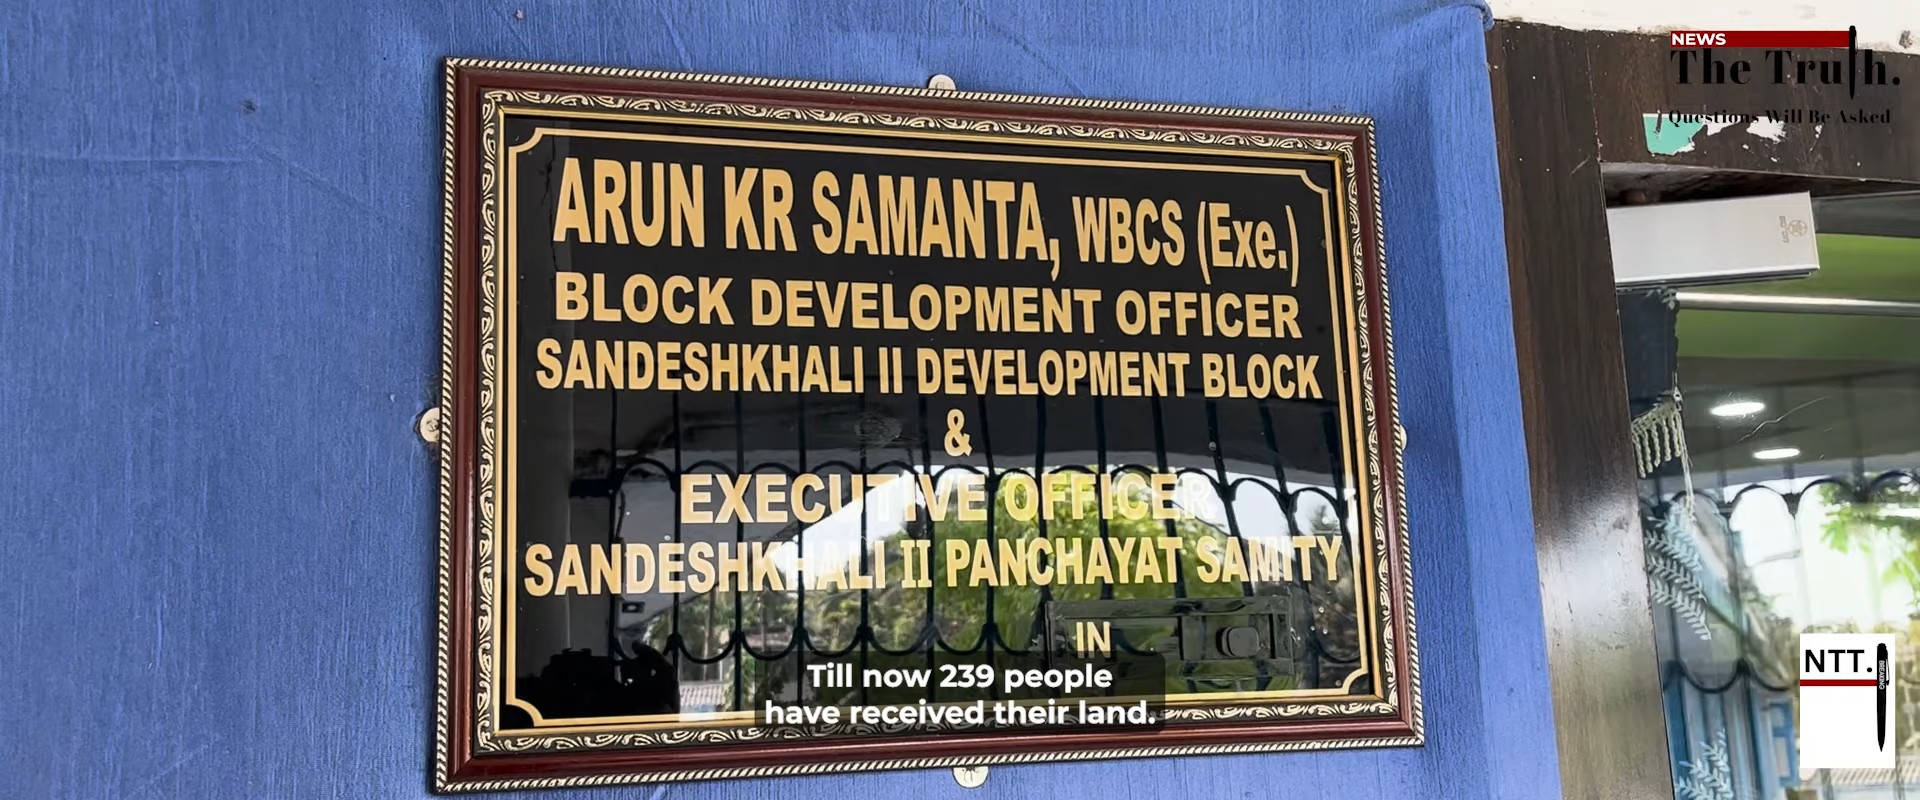 NEWS
The Truth.
Questions Will Be Asked
ARUN KR SAMANTA, WBCS (Exe.)
BLOCK DEVELOPMENT OFFICER
SANDESHKHALI II DEVELOPMENT BLOCK
&
EXECUTIVE OFFICER
SANDESHKHALI II PANCHAYAT SAMITY
IN
Till now 239 people
have received their land.
NTT.
BREAKING